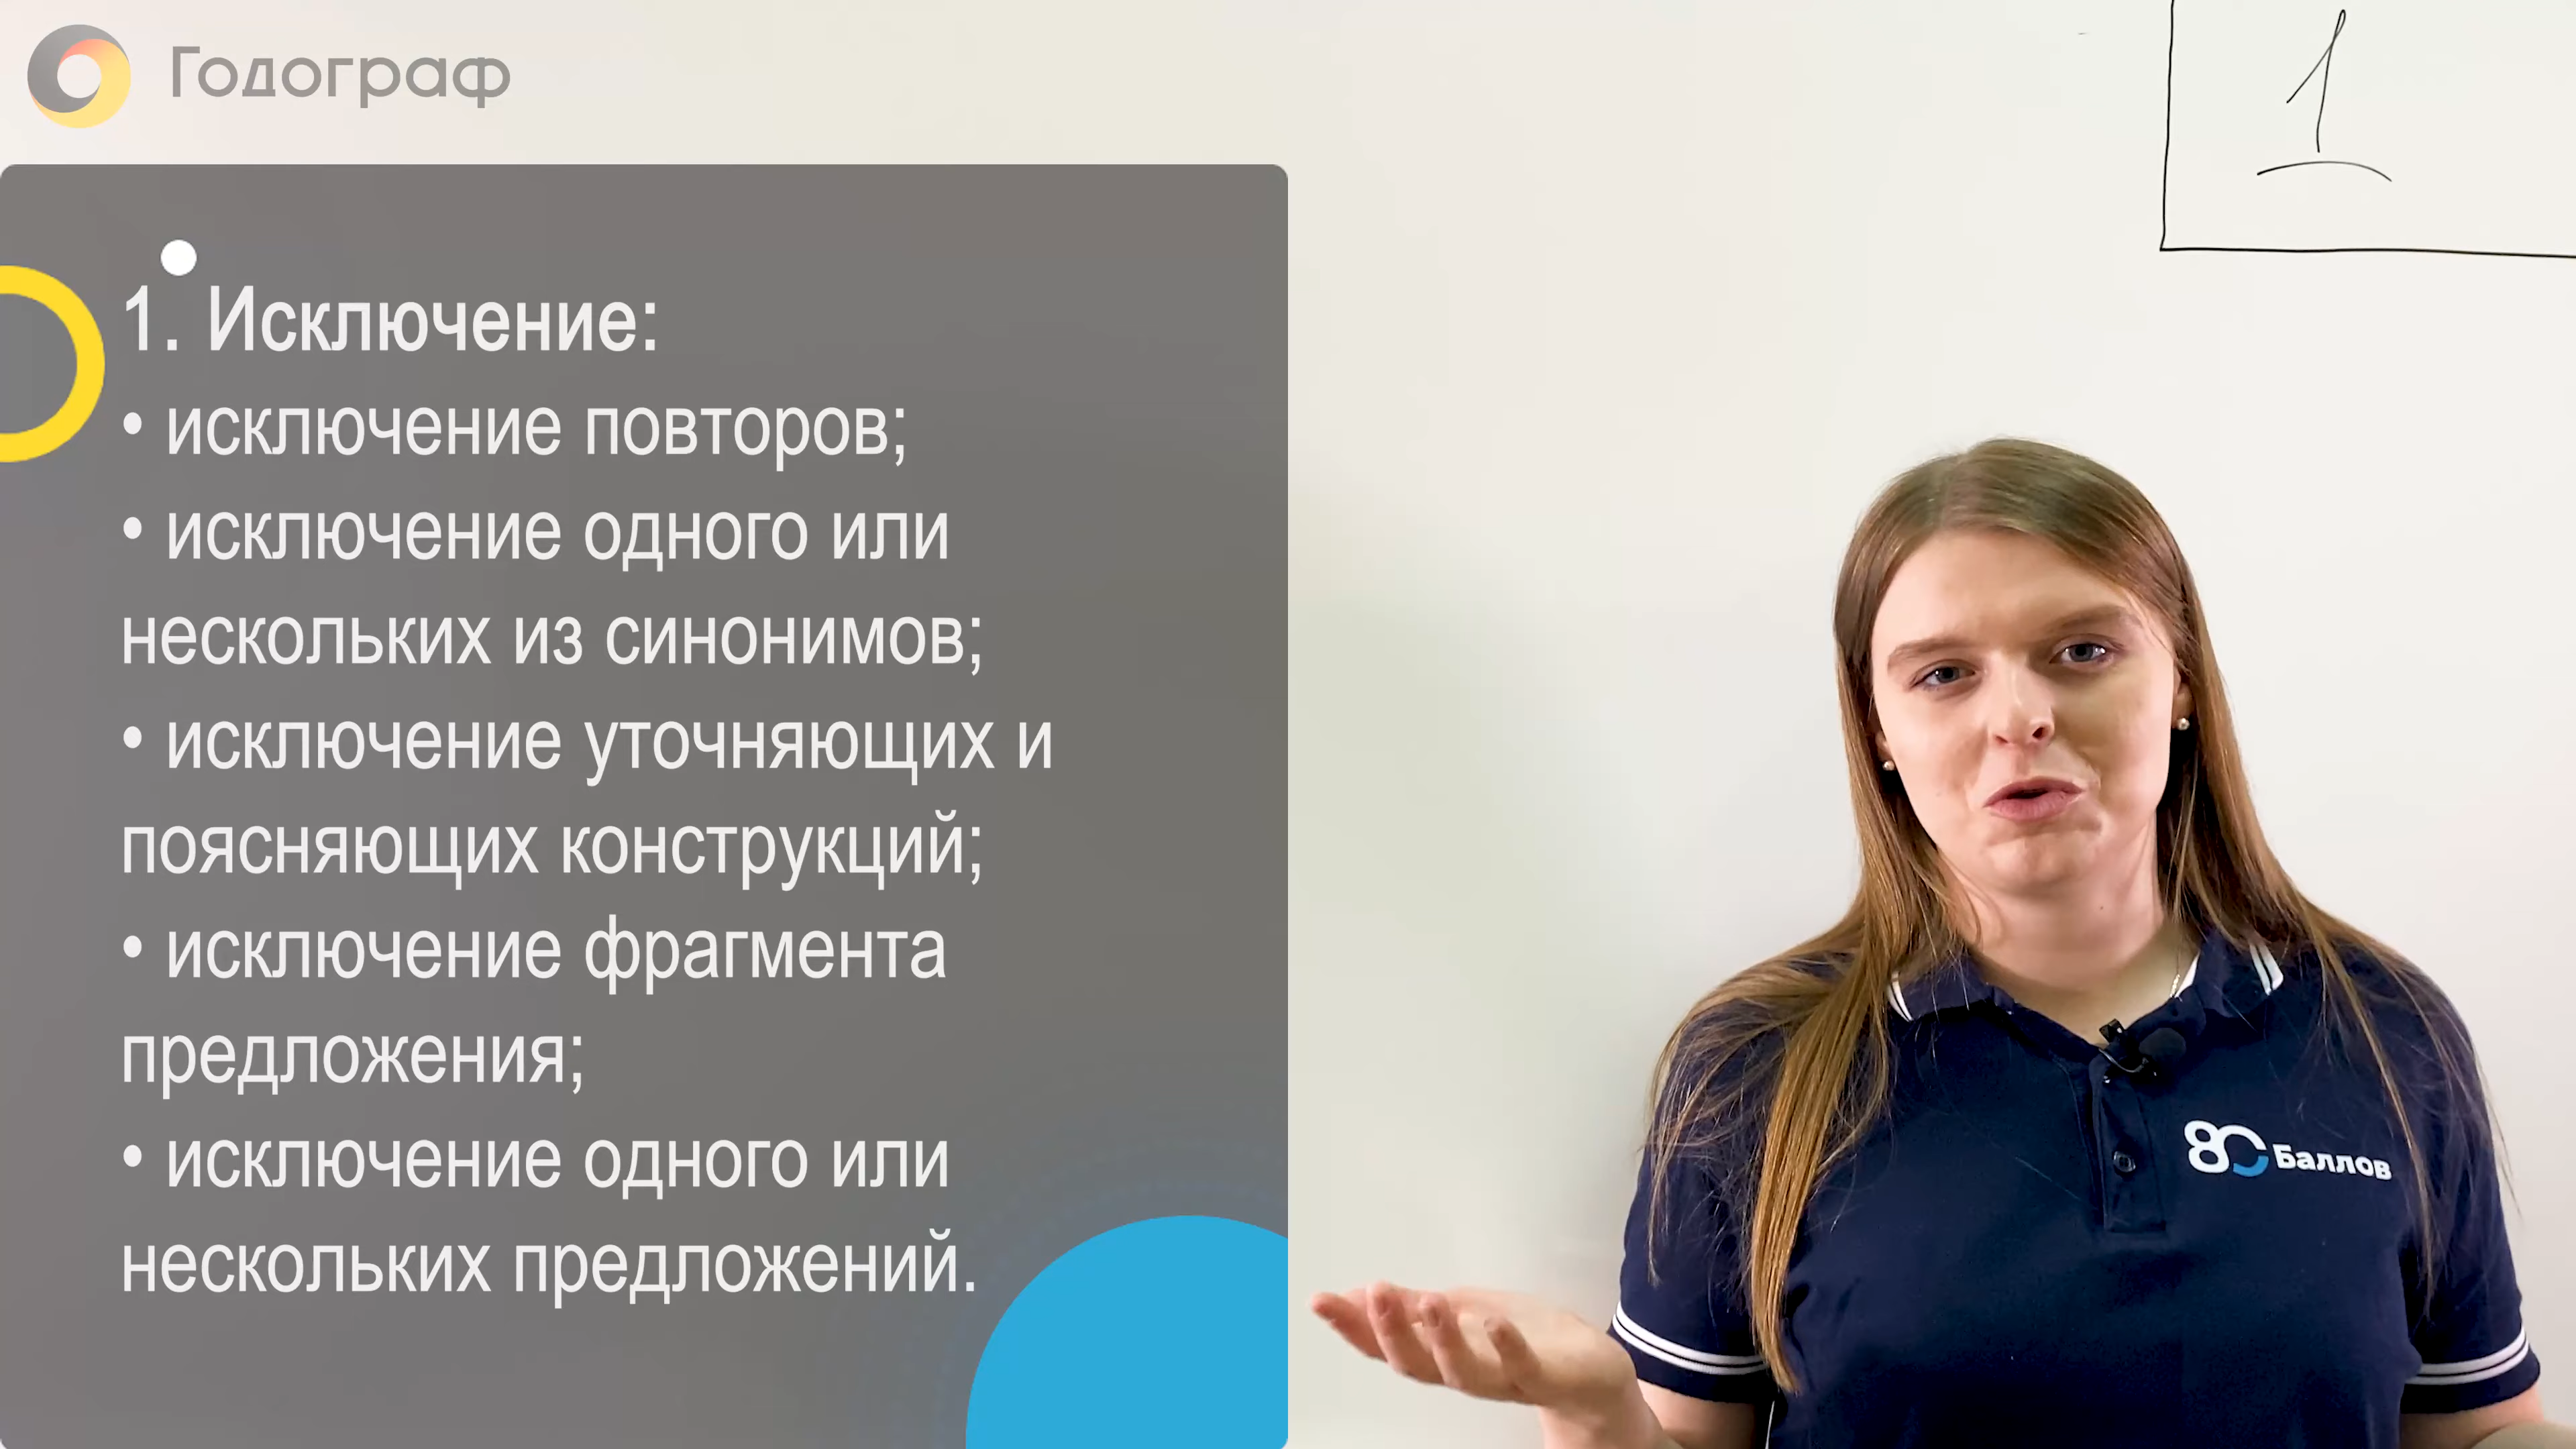 Годограф
1. Исключение:
• исключение повторов;
• исключение одного или
нескольких из синонимов;
• исключение уточняющих и
поясняющих конструкций;
• исключение фрагмента
предложения;
• исключение одного или
нескольких предложений.
1
80 Баллов